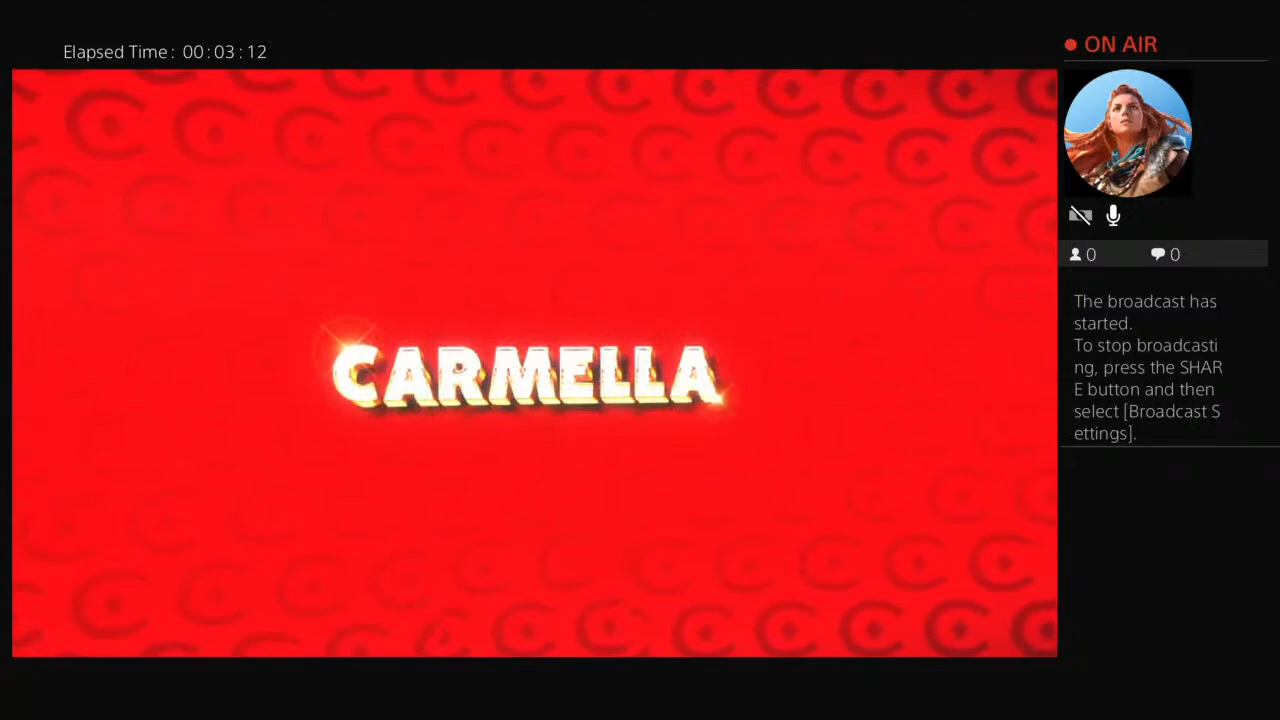 Elapsed Time: 00:03:12
ON AIR
CARMELLA
0 0
The broadcast has
started.
To stop broadcasti
ng, press the SHAR
E button and then
select [Broadcast S
ettings].